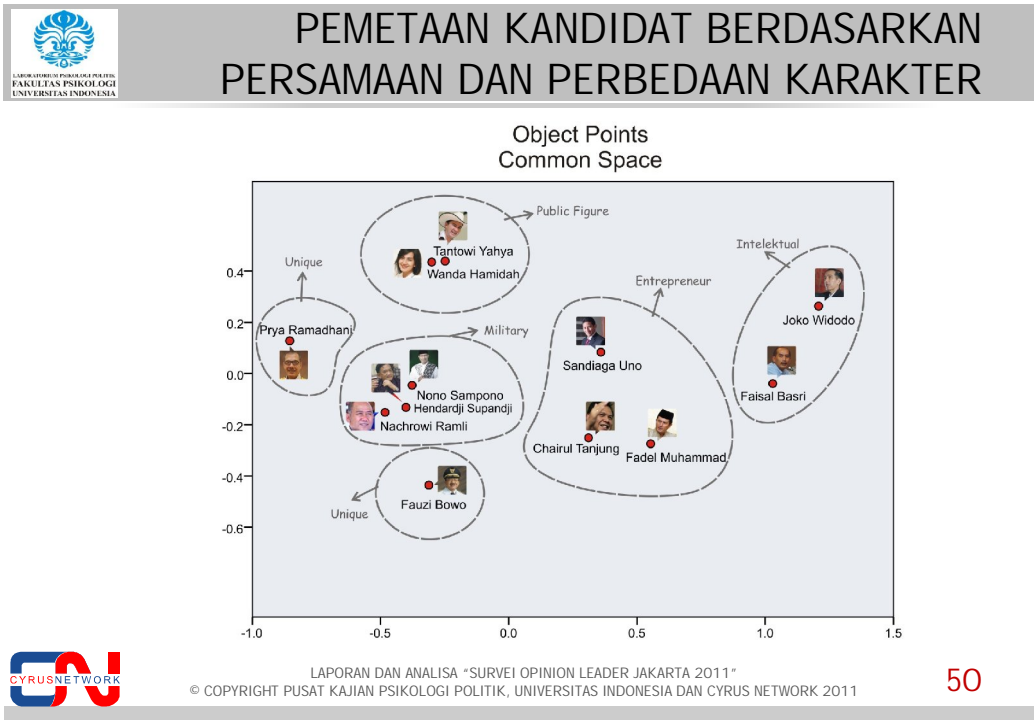 LABORATORIUM PSIKOLOGI POLITIK
FAKULTAS PSIKOLOGI
UNIVERSITAS INDONESIA
PEMETAAN KANDIDAT BERDASARKAN
PERSAMAAN DAN PERBEDAAN KARAKTER
Object Points
Common Space
Public Figure
Tantowi Yahya
Wanda Hamidah
Intelektual
Unique
Entrepreneur
0.4
Joko Widodo
0.2
Prya Ramadhani
Military
Sandiaga Uno
0.0
Faisal Basri
Nono Sampono
Hendardji Supandji
Nachrowi Ramli
-0.2
Chairul Tanjung
Fadel Muhammad
-0.4
Fauzi Bowo
Unique
-0.6
-1.0 -0.5 0.0 0.5 1.0 1.5
CYRUSNETWORK
LAPORAN DAN ANALISA “SURVEI OPINION LEADER JAKARTA 2011”
© COPYRIGHT PUSAT KAJIAN PSIKOLOGI POLITIK, UNIVERSITAS INDONESIA DAN CYRUS NETWORK 2011
50